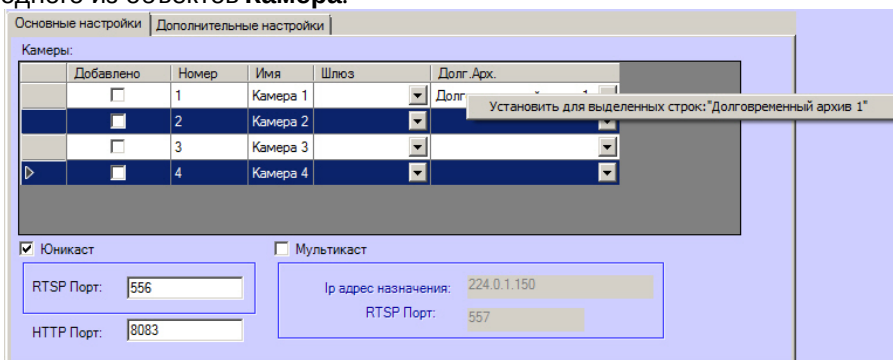 одного из объектов Камера.
Основные настройки Дополнительные настройки
Камеры:
Добавлено Номер Имя Шлюз Долг.Арх.
1 Камера 1 Долг 1
Установить для выделенных строк:"Долговременный архив 1"
2 Камера 2
3 Камера 3
4 Камера 4
Юникаст Мультикаст
RTSP Порт: 556 Ip адрес назначения: 224.0.1.150
RTSP Порт: 557
HTTP Порт: 8083